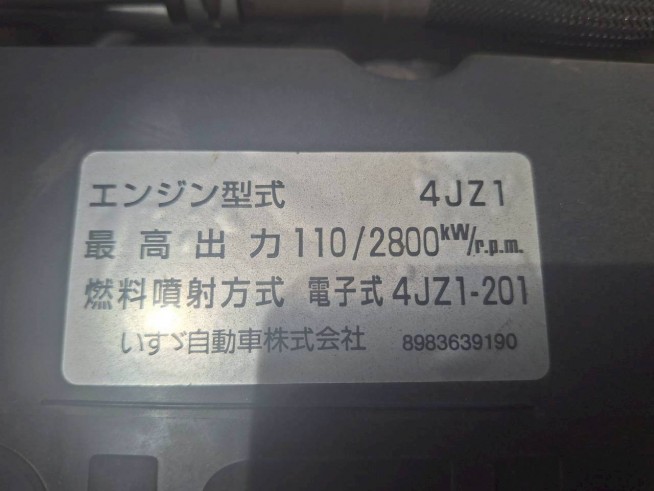 エンジン型式 4JZ1
最高出力 110/2800kW/r.p.m.
燃料噴射方式 電子式 4JZ1-201
いすゞ自動車株式会社 8983639190